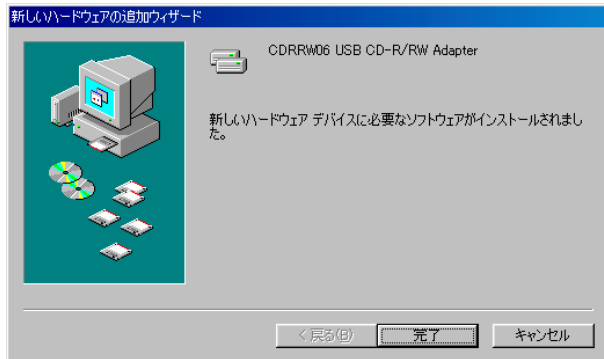 新しいハードウェアの追加ウィザード
CDRRW06 USB CD-R/RW Adapter
新しいハードウェア デバイスに必要なソフトウェアがインストールされまし
た。
< 戻る(B)
完了
キャンセル